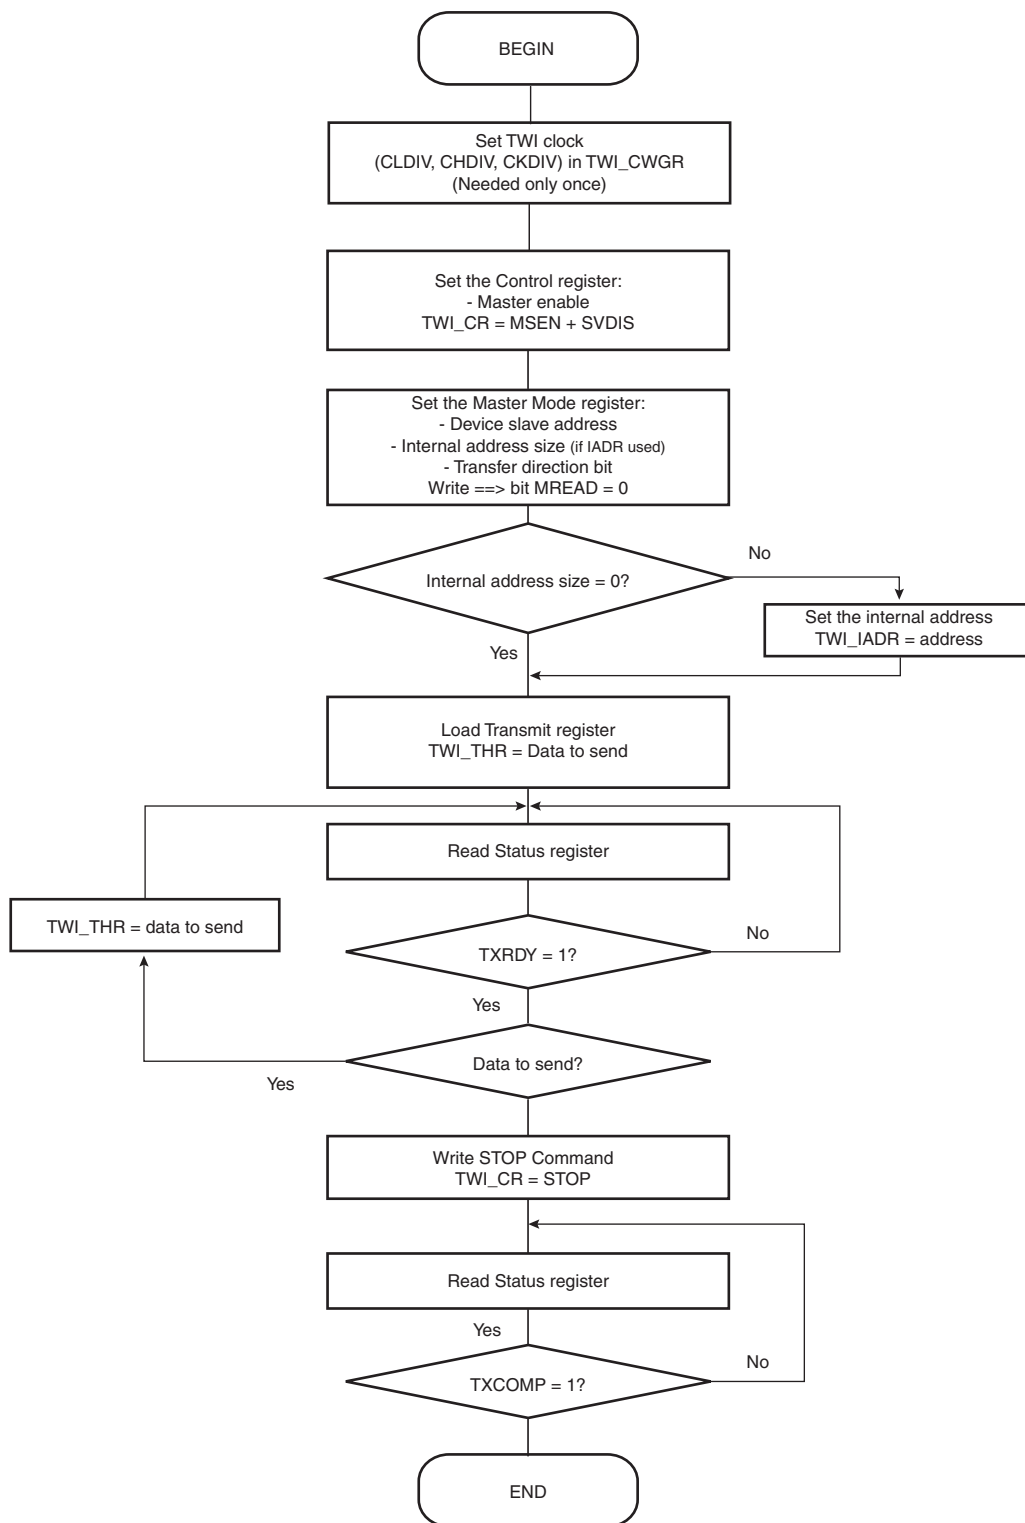 BEGIN
Set TWI clock
(CLDIV, CHDIV, CKDIV) in TWI_CWGR
(Needed only once)
Set the Control register:
- Master enable
TWI_CR = MSEN + SVDIS
Set the Master Mode register:
- Device slave address
- Internal address size (if IADR used)
- Transfer direction bit
Write ==> bit MREAD = 0
No
Internal address size = 0?
Set the internal address
TWI_IADR = address
Yes
Load Transmit register
TWI_THR = Data to send
Read Status register
TWI_THR = data to send
No
TXRDY = 1?
Yes
Data to send?
Yes
Write STOP Command
TWI_CR = STOP
Read Status register
Yes
No
TXCOMP = 1?
END